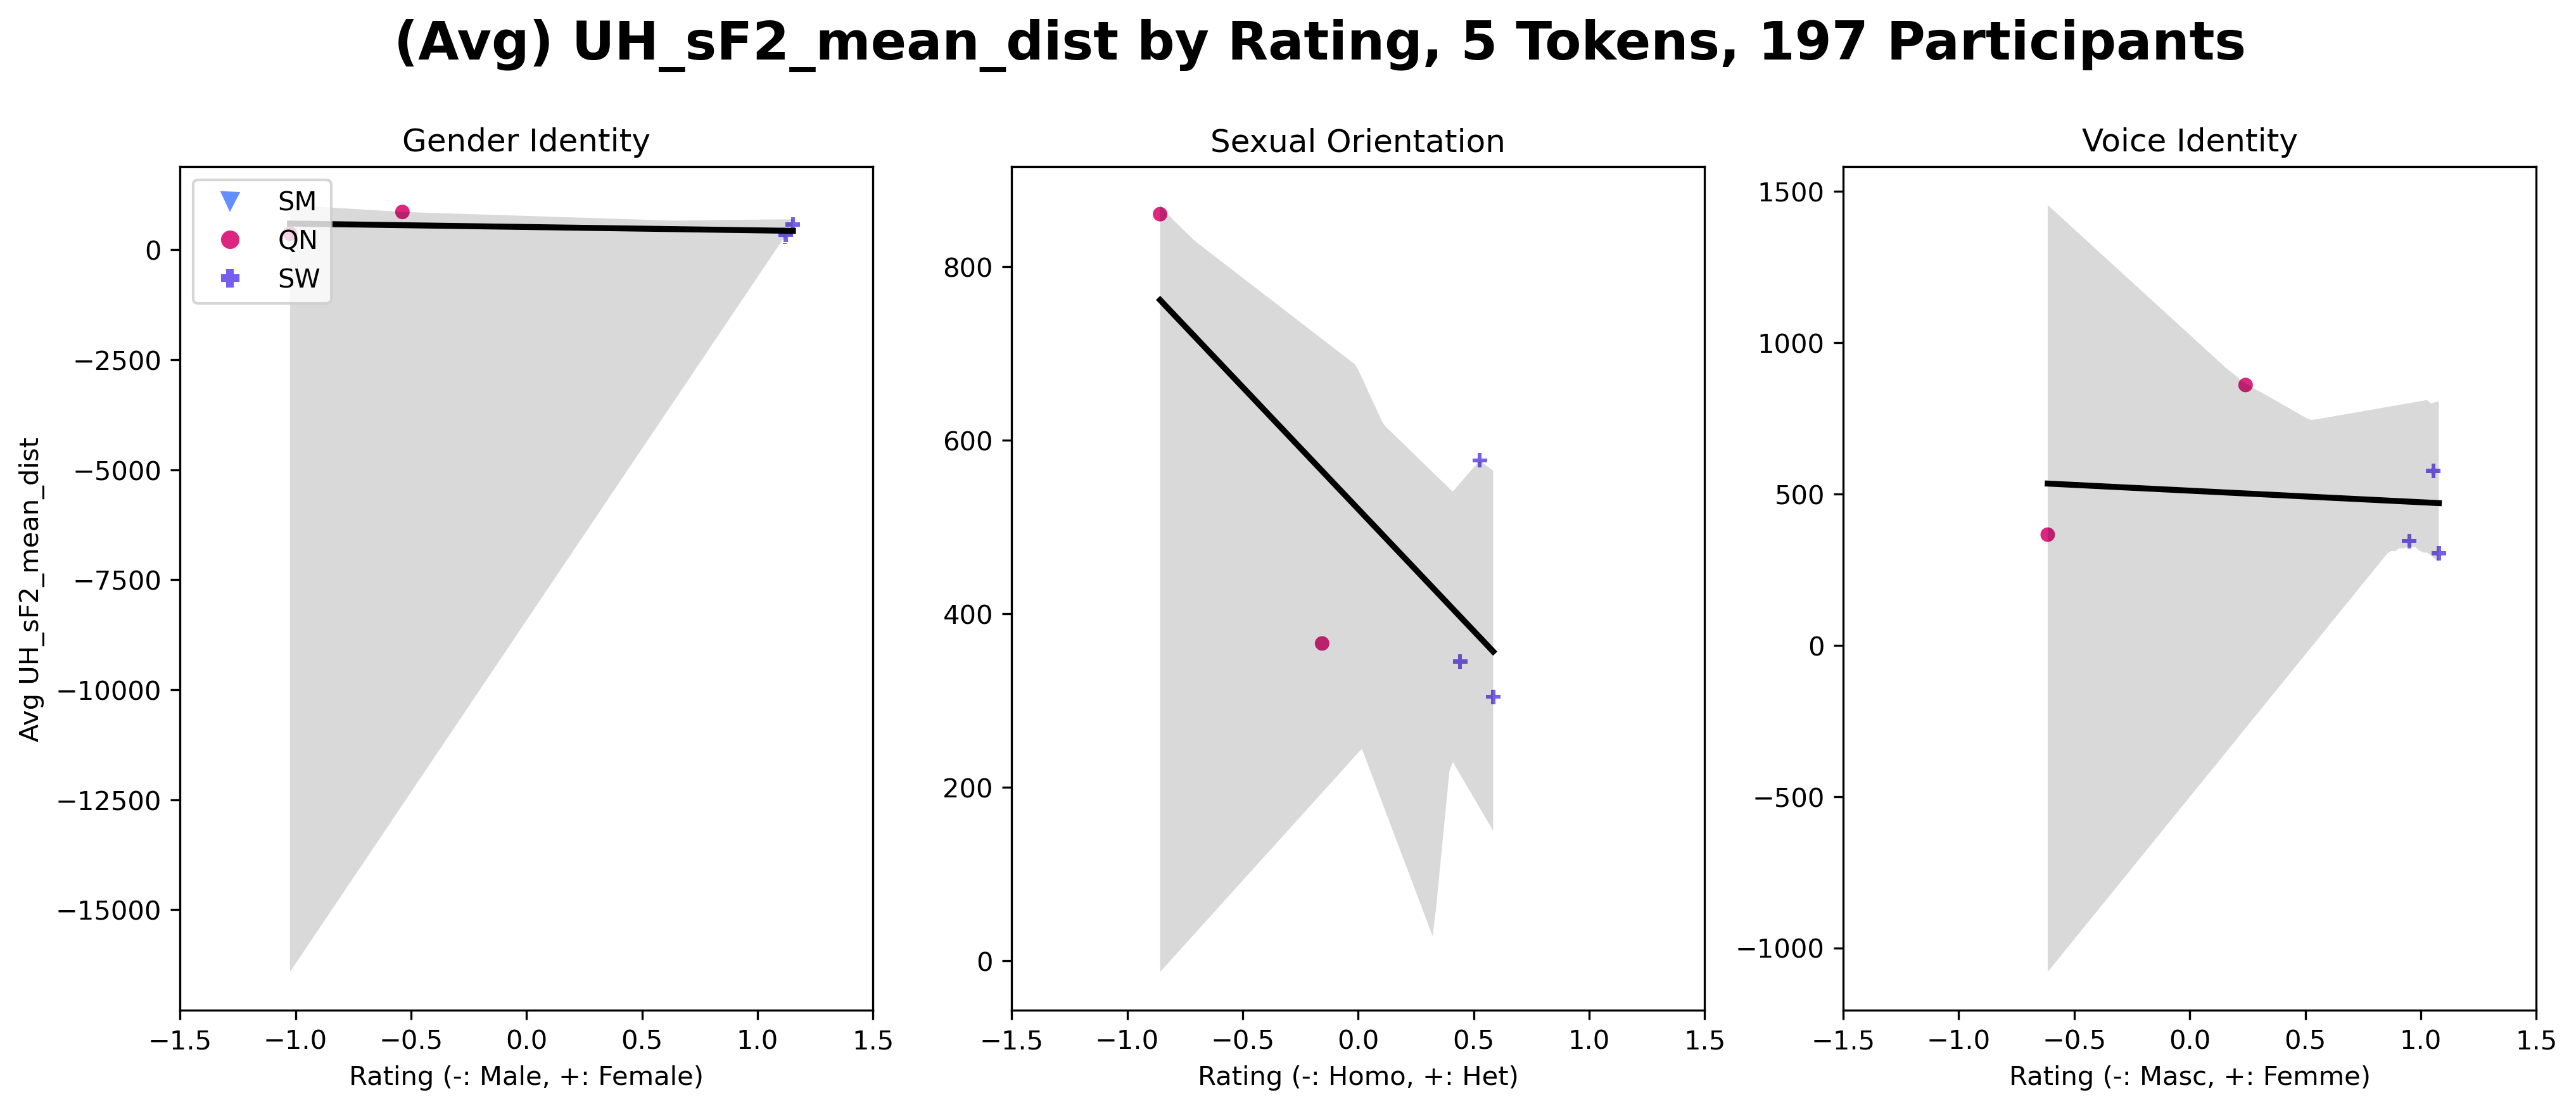 (Avg) UH_sF2_mean_dist by Rating, 5 Tokens, 197 Participants
Gender Identity
SM
QN
SW
0
−2500
−5000
−7500
−10000
−12500
−15000
Avg UH_sF2_mean_dist
−1.5 −1.0 −0.5 0.0 0.5 1.0 1.5
Rating (-: Male, +: Female)
Sexual Orientation
800
600
400
200
0
−1.5 −1.0 −0.5 0.0 0.5 1.0 1.5
Rating (-: Homo, +: Het)
Voice Identity
1500
1000
500
0
−500
−1000
−1.5 −1.0 −0.5 0.0 0.5 1.0 1.5
Rating (-: Masc, +: Femme)